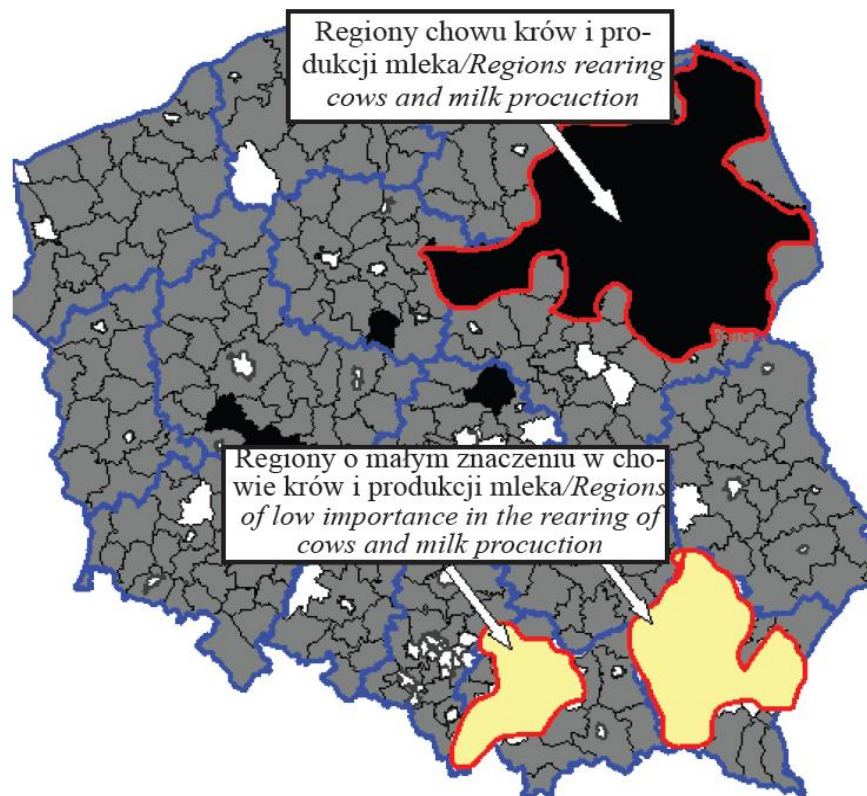 Regiony chowu krów i pro-
dukcji mleka/Regions rearing
cows and milk procuction
Regiony o małym znaczeniu w cho-
wie krów i produkcji mleka/Regions
of low importance in the rearing of
cows and milk procuction